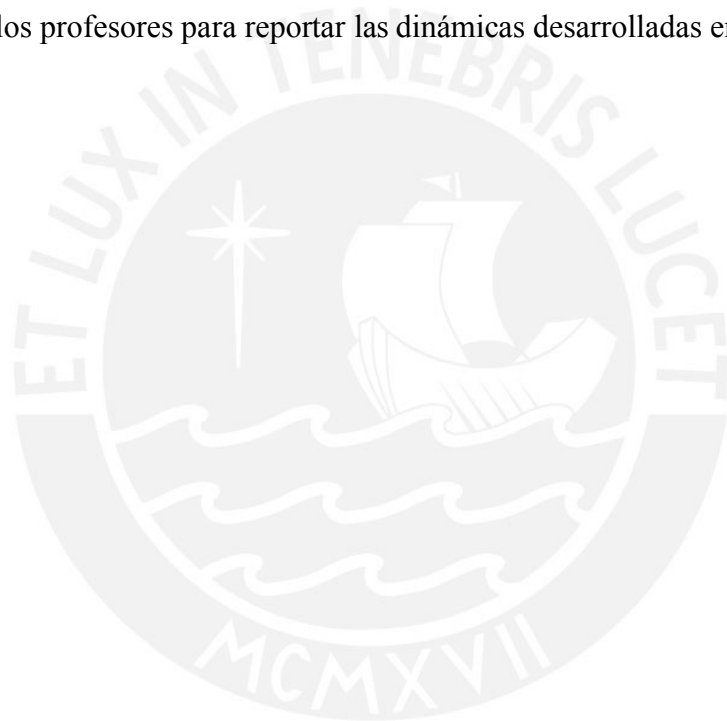 los profesores para reportar las dinámicas desarrolladas en
ET LUX IN TENEBRIS LUCET
MCMXVII